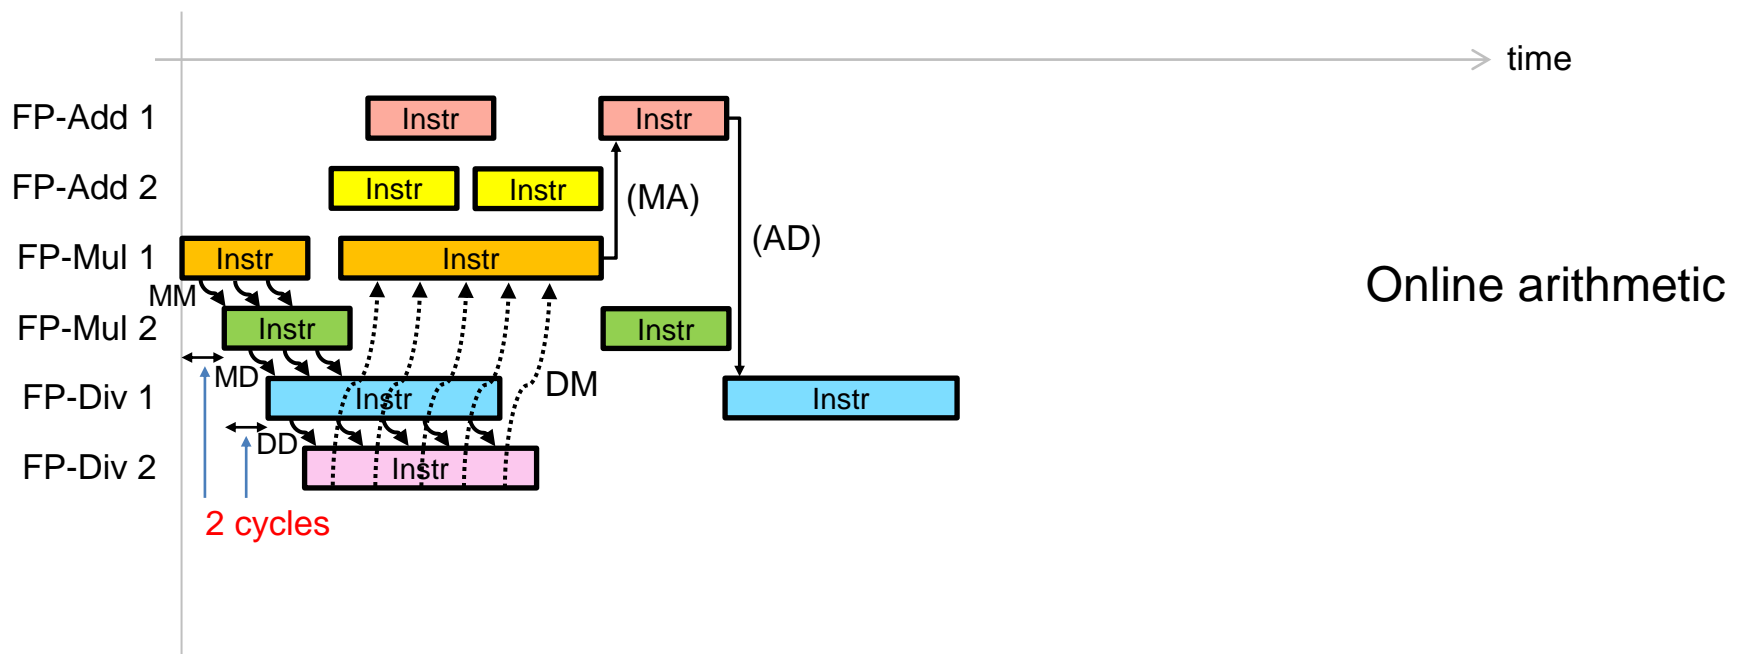 time
FP-Add 1 Instr Instr
FP-Add 2 Instr Instr (MA)
FP-Mul 1 Instr Instr (AD)
Online arithmetic
MM
FP-Mul 2 Instr Instr
MD DM
FP-Div 1 Instr Instr
DD
FP-Div 2 Instr
2 cycles